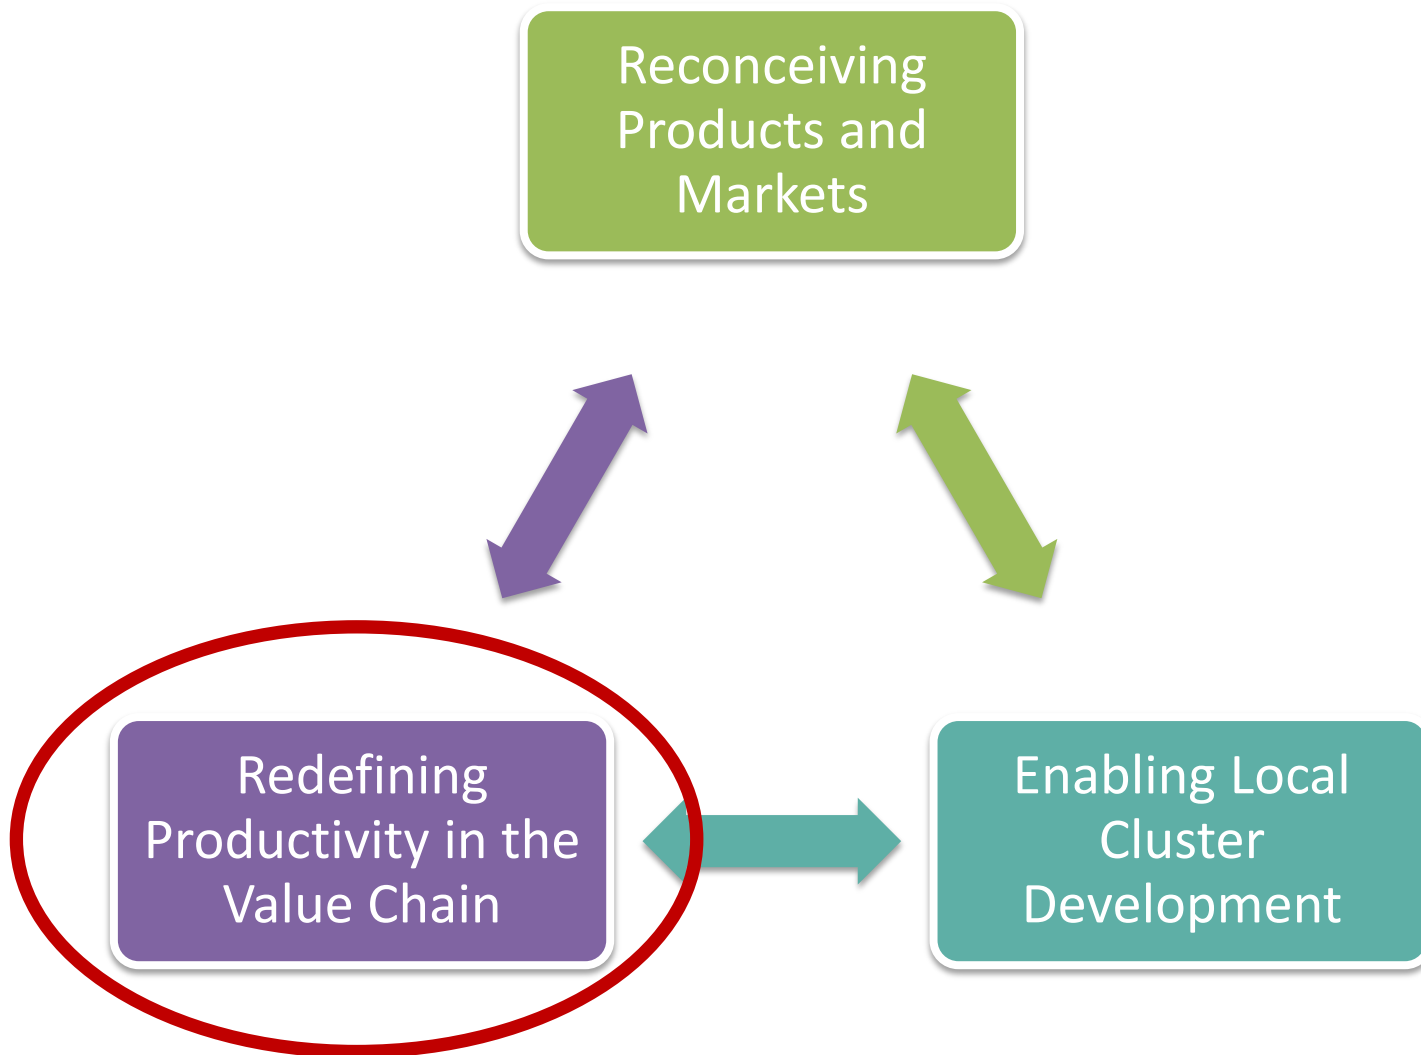 Reconceiving
Products and
Markets
Redefining
Productivity in the
Value Chain
Enabling Local
Cluster
Development